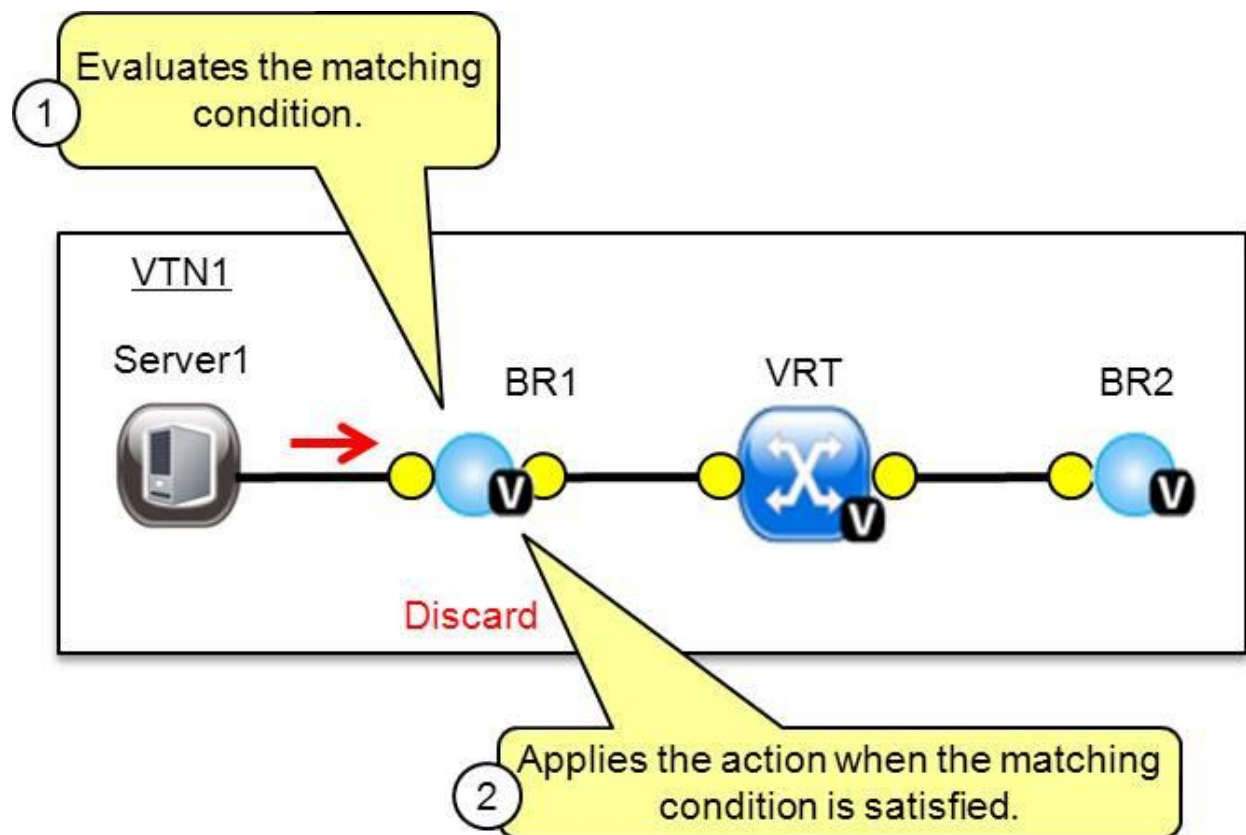 Evaluates the matching
condition.
1
VTN1
Server1
BR1
VRT
BR2
V
V
V
Discard
Applies the action when the matching
condition is satisfied.
2